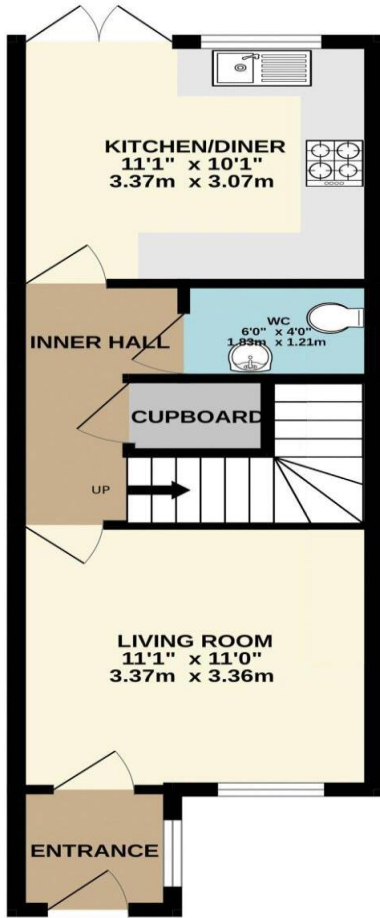 KITCHEN/DINER
11'1" x 10'1"
3.37m x 3.07m
INNER HALL
WC
6'0" x 4'0"
1.83m x 1.21m
CUPBOARD
UP
LIVING ROOM
11'1" x 11'0"
3.37m x 3.36m
ENTRANCE